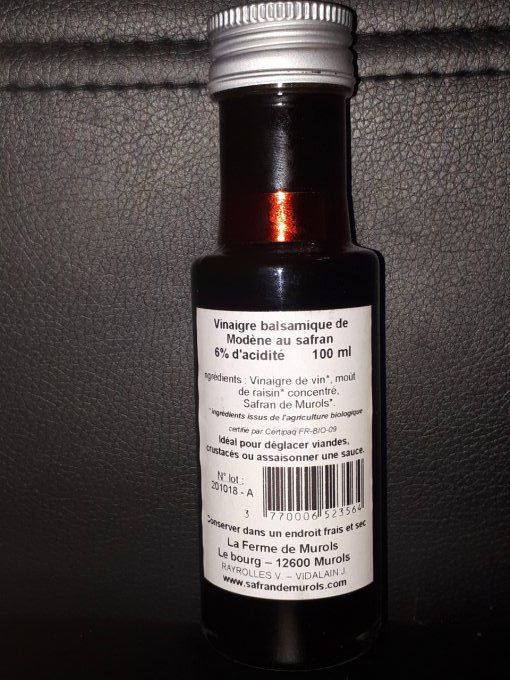 Vinaigre balsamique de
Modène au safran
6% d'acidité 100 ml
ngrédients : Vinaigre de vin*, moût
de raisin* concentré,
Safran de Murols*.
* ingrédients issus de l'agriculture biologique
certifié par Certipaq FR-BIO-09
Idéal pour déglacer viandes,
crustacés ou assaisonner une sauce.
N° lot :
201018 - A
3 770006 523564
Conserver dans un endroit frais et sec
La Ferme de Murols
Le bourg – 12600 Murols
RAYROLLES V. – VIDALAIN J.
www.safrandemurols.com